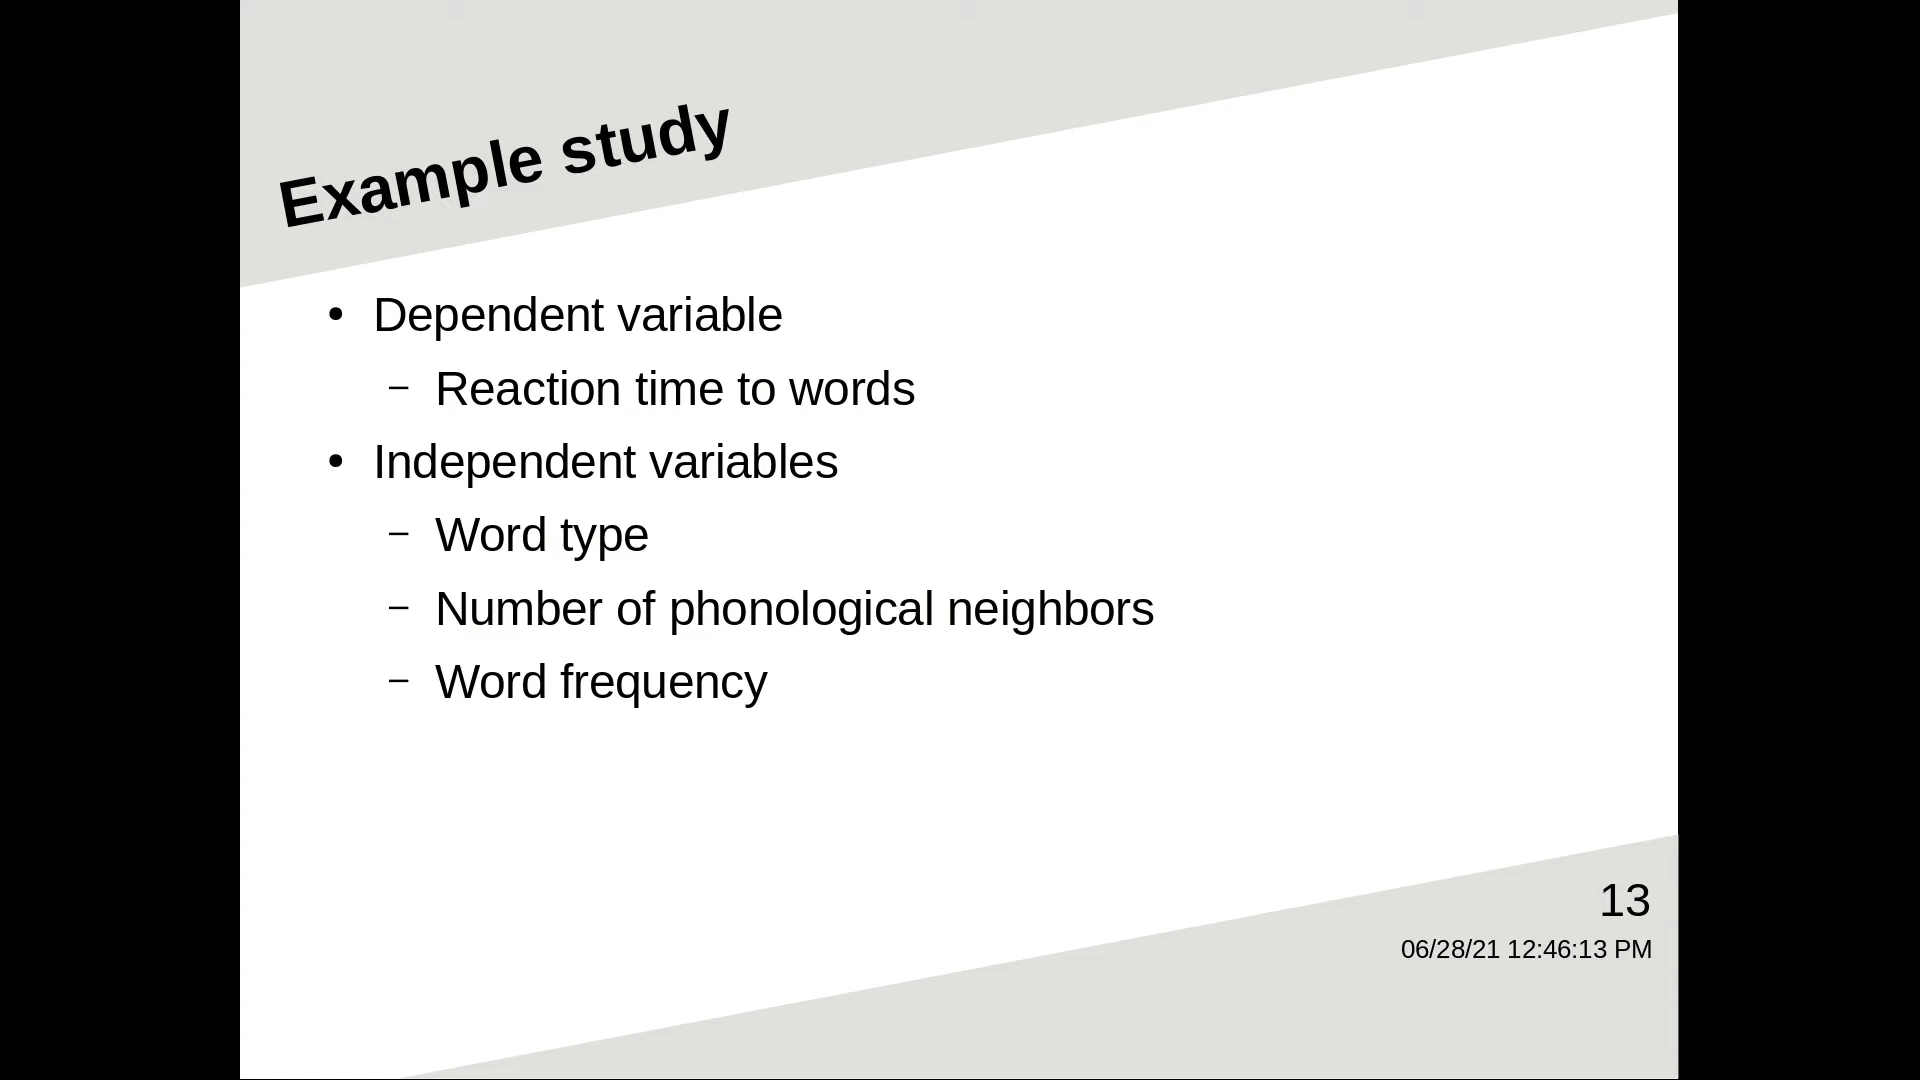 Example study
• Dependent variable
– Reaction time to words
• Independent variables
– Word type
– Number of phonological neighbors
– Word frequency
13
06/28/21 12:46:13 PM